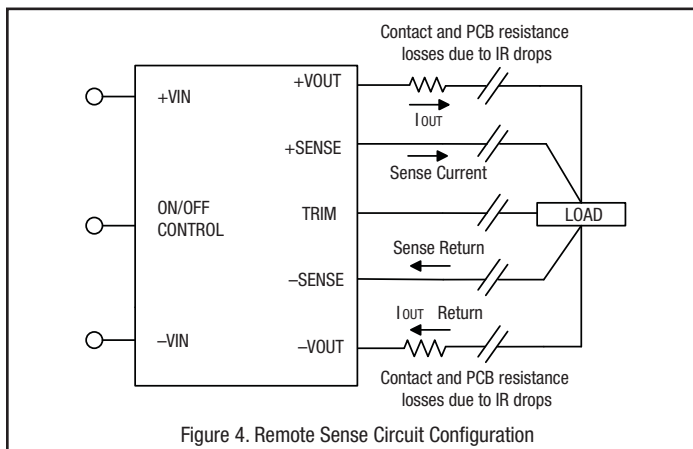 Contact and PCB resistance
losses due to IR drops
+VOUT
+VIN
IOUT
+SENSE
Sense Current
ON/OFF
CONTROL
TRIM
LOAD
Sense Return
–SENSE
IOUT Return
–VIN
–VOUT
Contact and PCB resistance
losses due to IR drops
Figure 4. Remote Sense Circuit Configuration